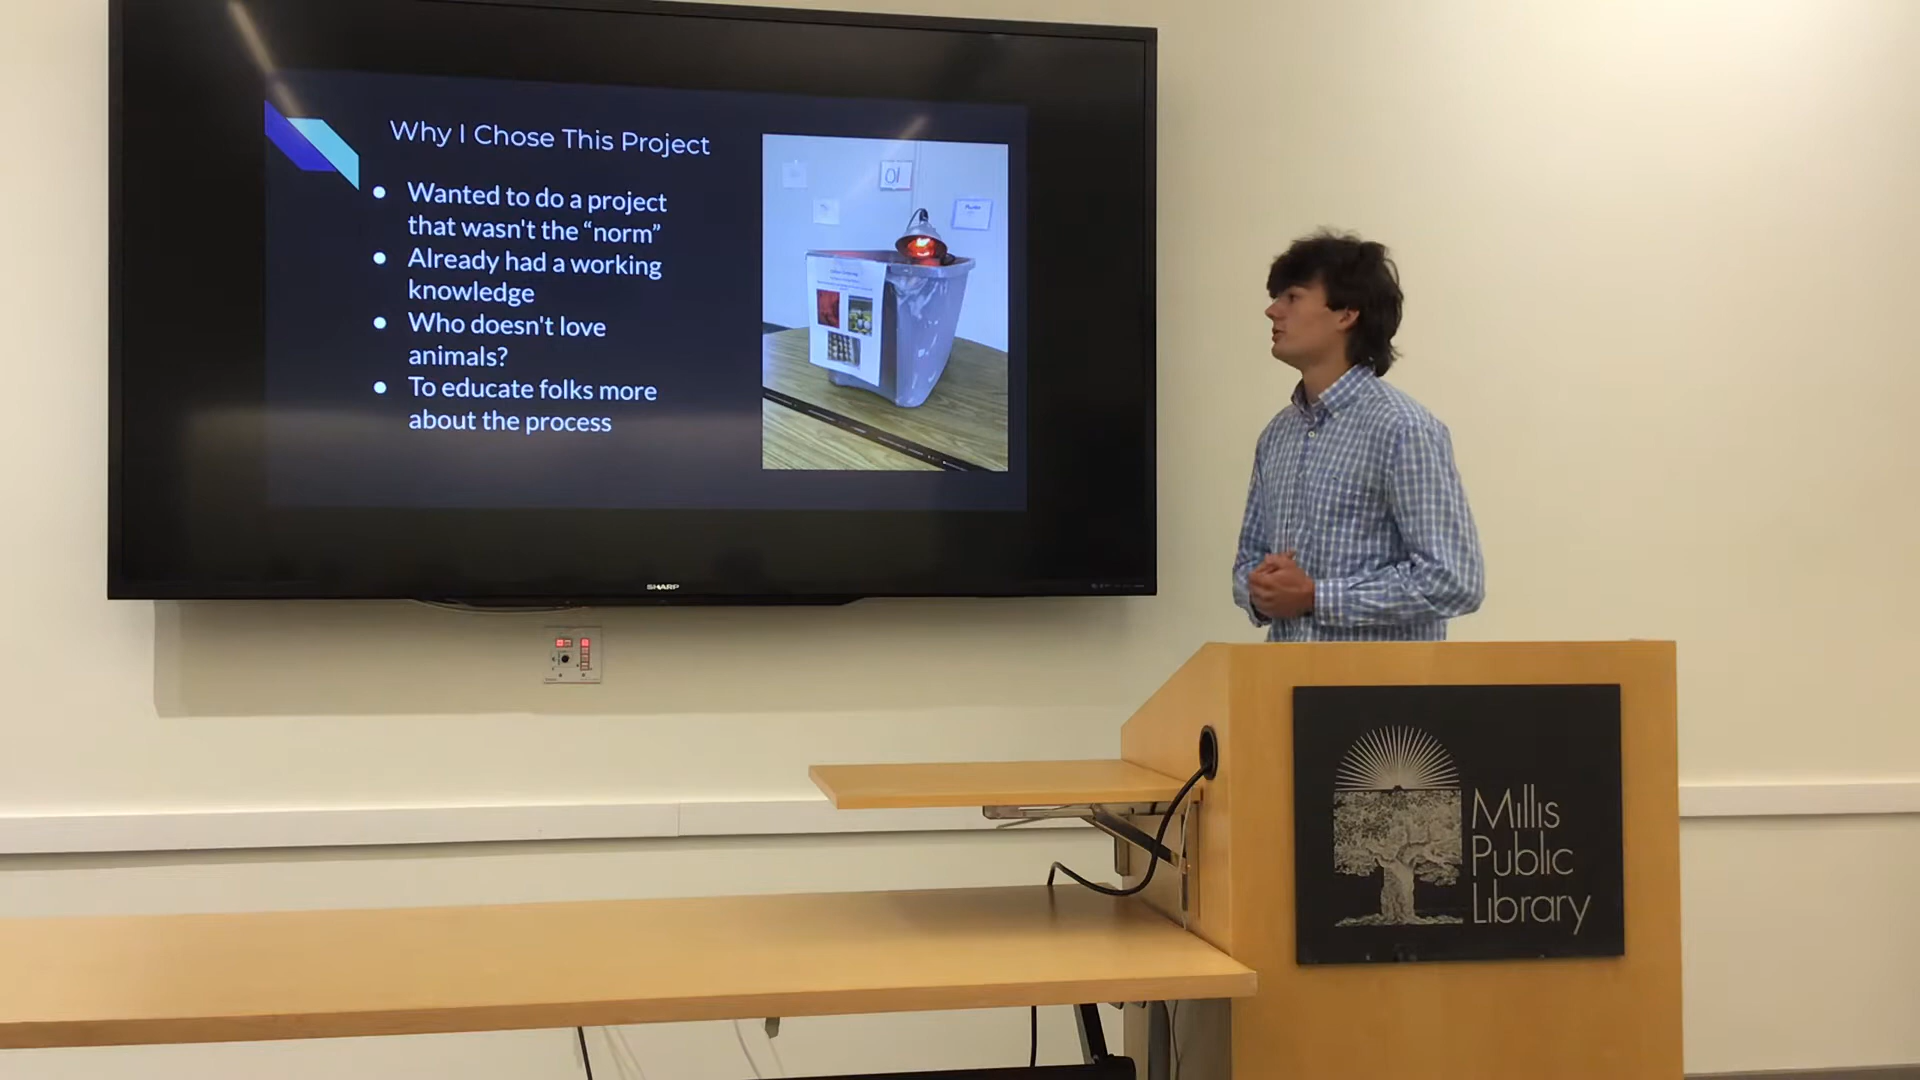 Why I Chose This Project
● Wanted to do a project
that wasn't the “norm”
● Already had a working
knowledge
● Who doesn't love
animals?
● To educate folks more
about the process
SHARP
Millis
Public
Library